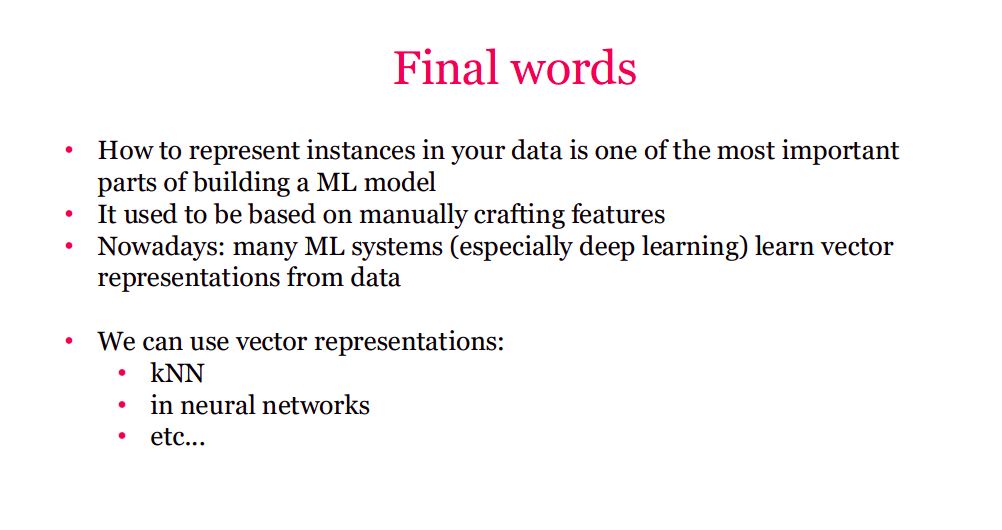 Final words
• How to represent instances in your data is one of the most important
parts of building a ML model
• It used to be based on manually crafting features
• Nowadays: many ML systems (especially deep learning) learn vector
representations from data
• We can use vector representations:
• kNN
• in neural networks
• etc...